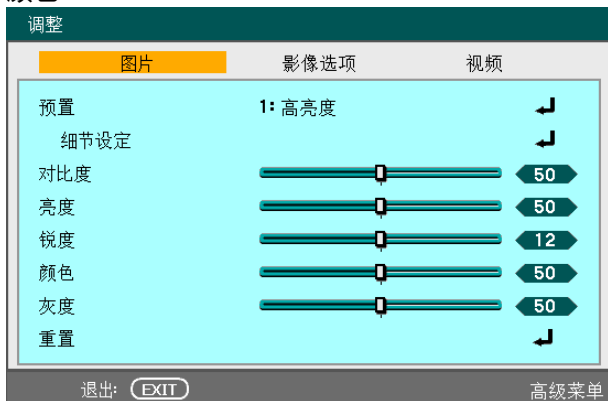 调整
图片 影像选项 视频
预置 1: 高亮度
细节设定
对比度 50
亮度 50
锐度 12
颜色 50
灰度 50
重置
退出: EXIT 高级菜单